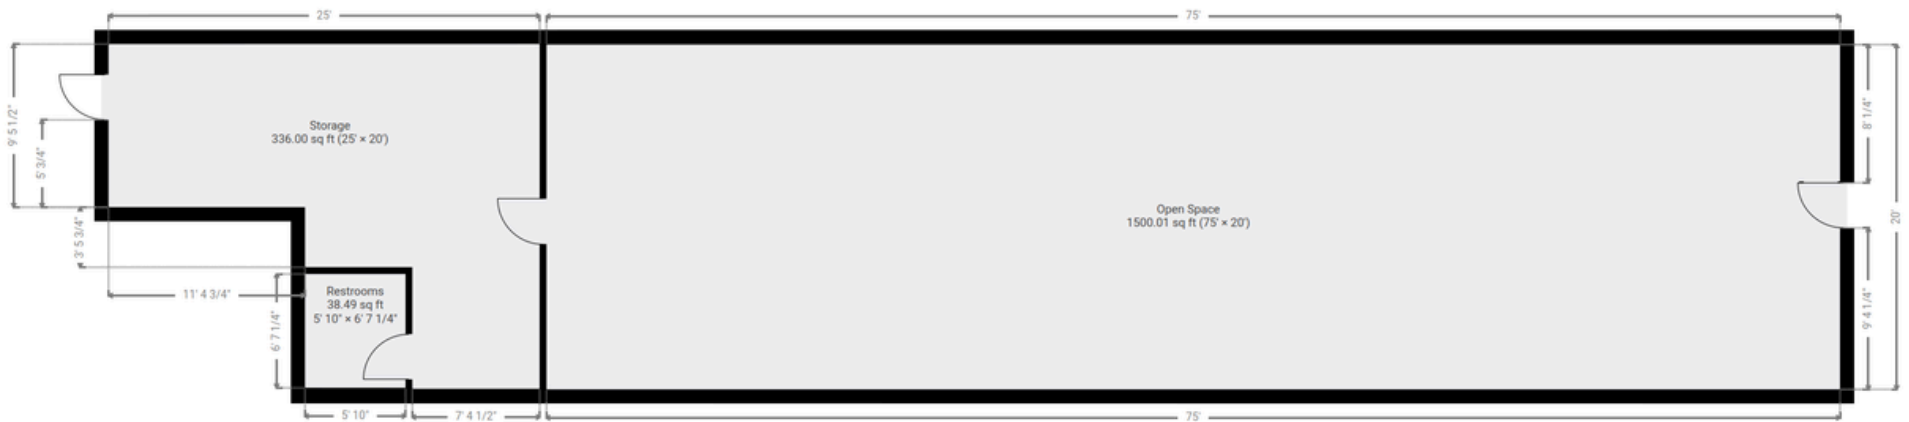 25'
75'
9' 5 1/2"
5' 3/4"
3' 5 3/4"
11' 4 3/4"
6' 7 1/4"
Storage
336.00 sq ft (25' × 20')
Restrooms
38.49 sq ft
5' 10" × 6' 7 1/4"
Open Space
1500.01 sq ft (75' × 20')
8' 1/4"
20'
9' 4 1/4"
5' 10"
7' 4 1/2"
75'